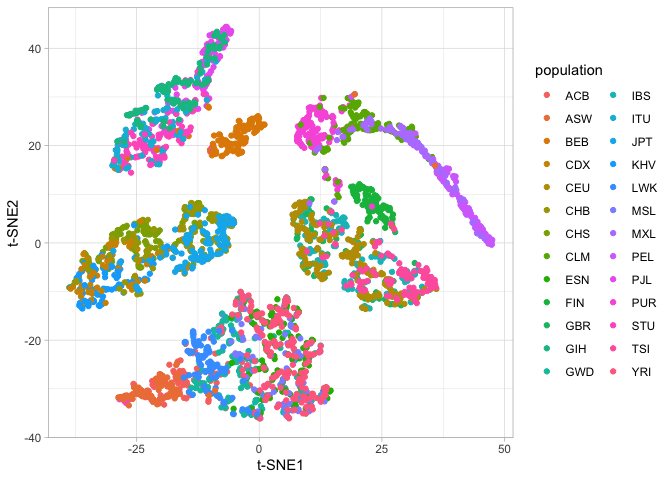 40
20
0
-20
-40
t-SNE2
-25
0
25
50
t-SNE1
population
ACB
ASW
BEB
CDX
CEU
CHB
CHS
CLM
ESN
FIN
GBR
GIH
GWD
IBS
ITU
JPT
KHV
LWK
MSL
MXL
PEL
PJL
PUR
STU
TSI
YRI